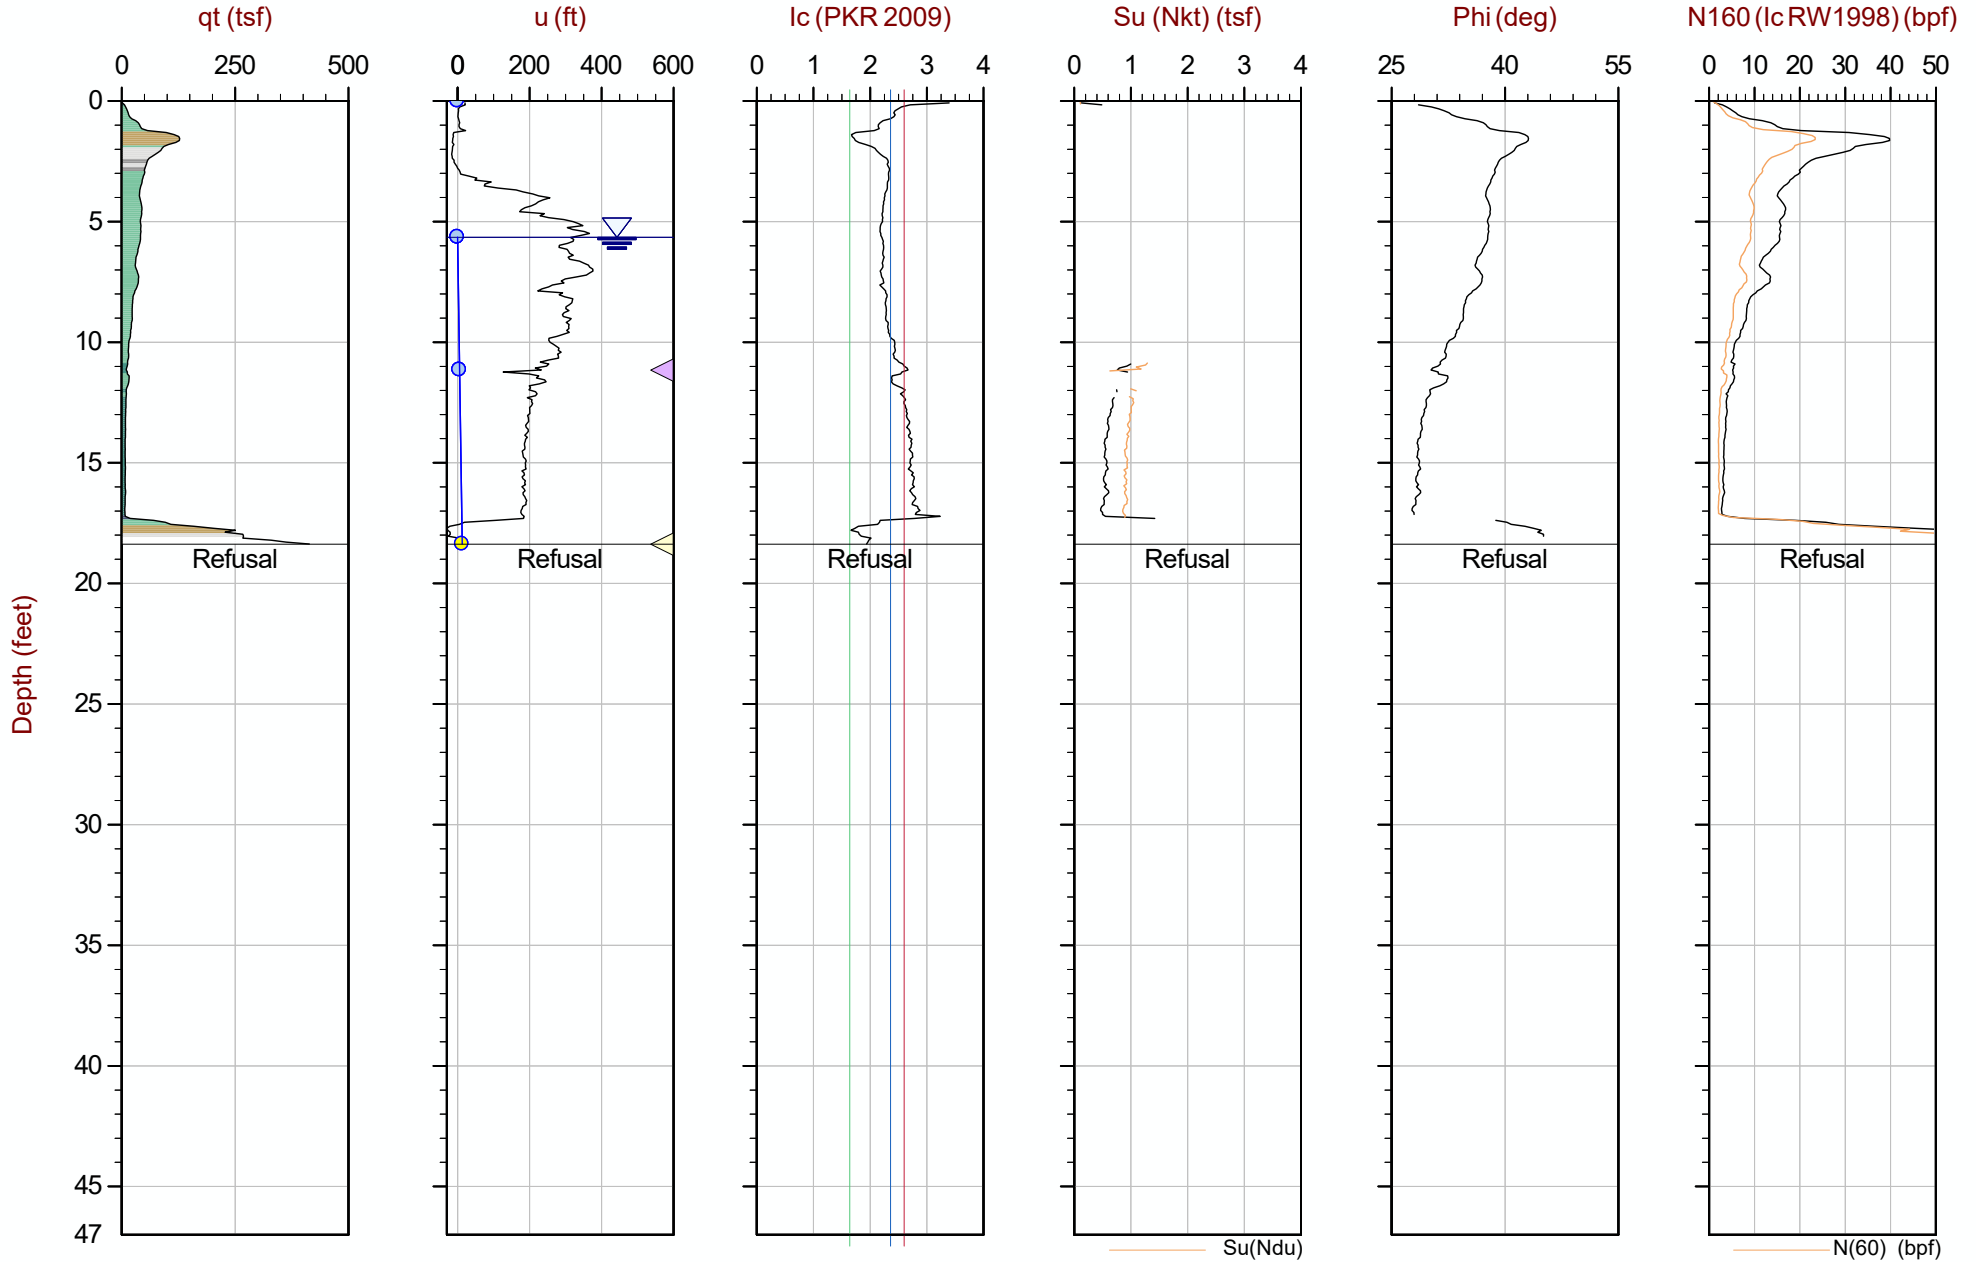 qt (tsf) u (ft) Ic (PKR 2009) Su (Nkt) (tsf) Phi (deg) N160 (Ic RW1998) (bpf)
0 250 500 0 200 400 600 0 1 2 3 4 0 1 2 3 4 25 40 55 0 10 20 30 40 50
0
5
10
15
Refusal Refusal Refusal Refusal Refusal Refusal
20
Depth (feet)
25
30
35
40
45
47
Su(Ndu) N(60) (bpf)